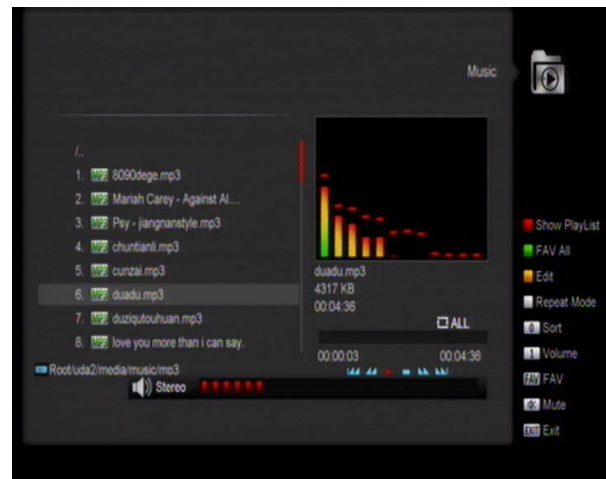 Music
/..
1. MP3 8090dege.mp3
2. MP3 Mariah Carey - Against Al....
3. MP3 Psy - jiangnanstyle.mp3
4. MP3 chuntianli.mp3
5. MP3 cunzai.mp3
6. MP3 duadu.mp3
7. MP3 duziqutouhuan.mp3
8. MP3 love you more than i can say.
duadu.mp3
4317 KB
00:04:36
ALL
00:00:03 00:04:36
Root/uda2/media/music/mo3
Stereo
Show PlayList
FAV All
Edit
Repeat Mode
0 Sort
1 Volume
FAV FAV
OK Mute
EXIT Exit